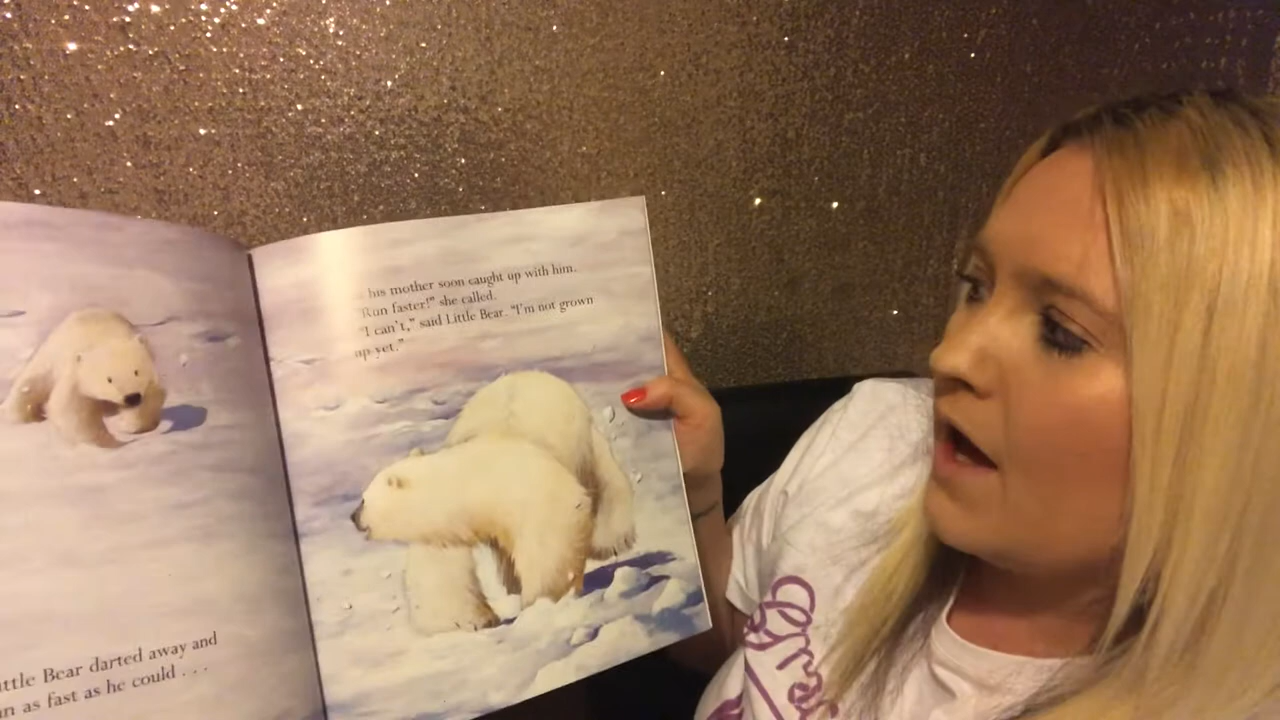 Bear darted away and
as fast as he could . . .
his mother soon caught up with him.
"Run faster!" she called.
"I can't," said Little Bear. "I'm not grown
up yet."